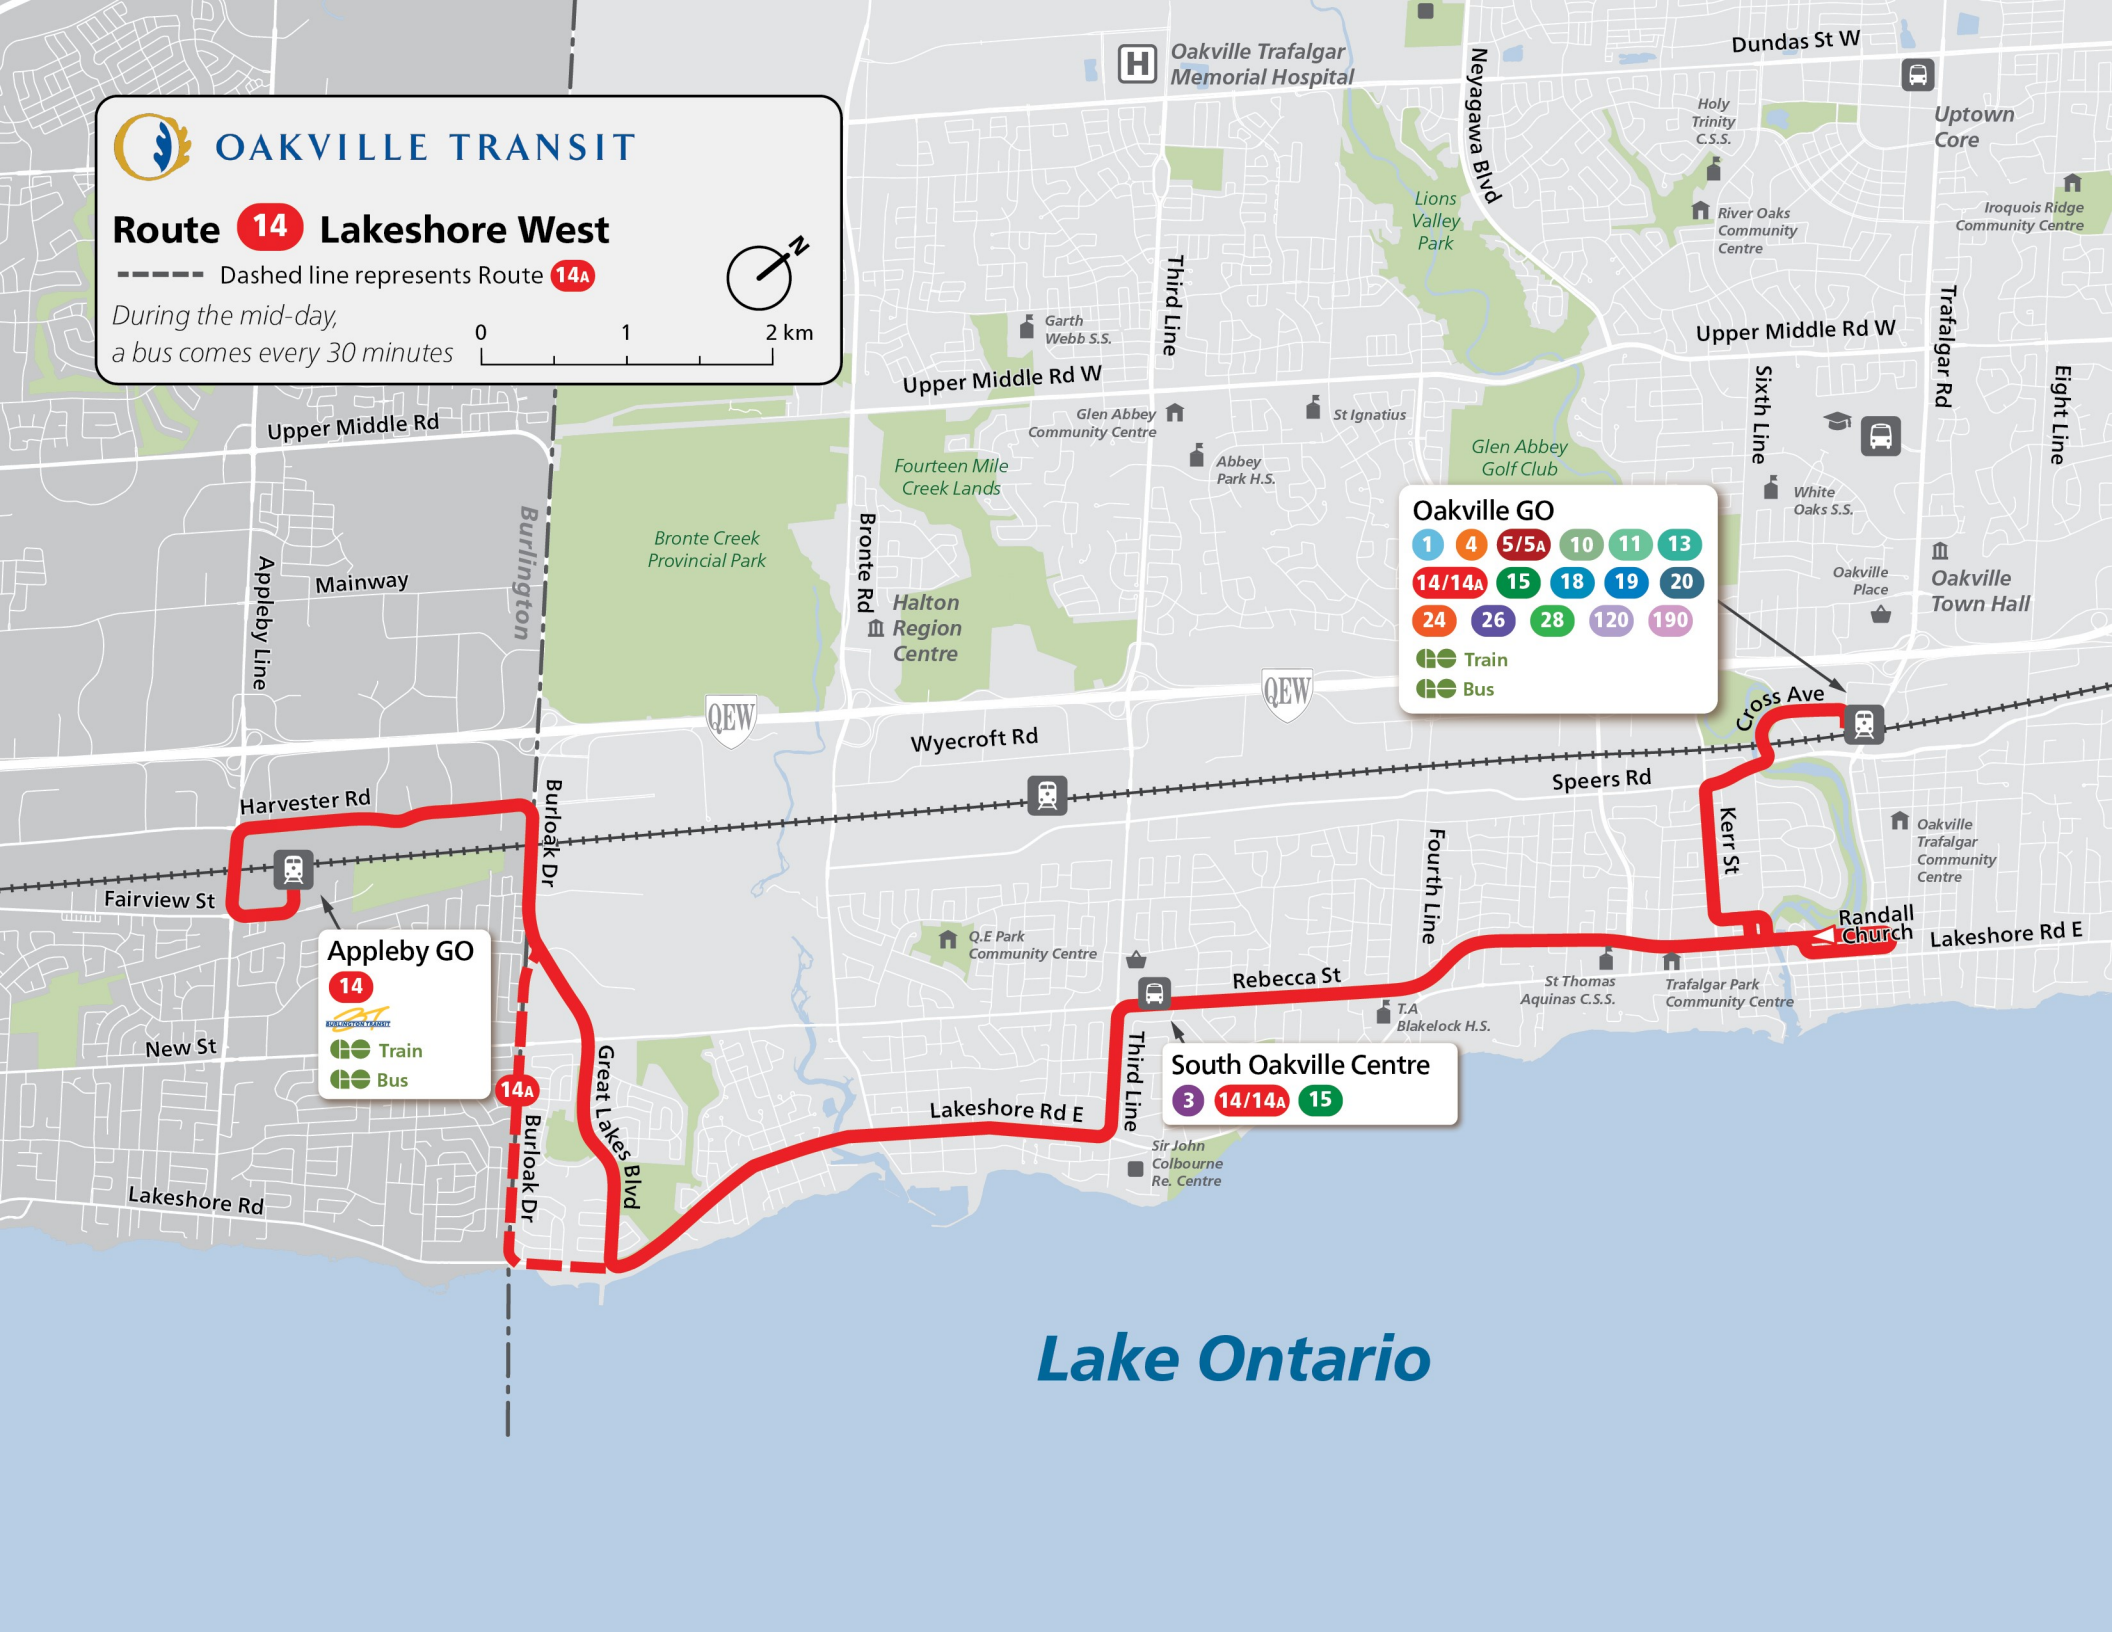 OAKVILLE TRANSIT
Route 14 Lakeshore West
Dashed line represents Route 14A
During the mid-day,
a bus comes every 30 minutes
N
0 1 2 km
H
Oakville Trafalgar
Memorial Hospital
Neyagawa Blvd
Dundas St W
Uptown
Core
Holy
Trinity
C.S.S.
River Oaks
Community
Centre
Iroquois Ridge
Community Centre
Lions
Valley
Park
Third Line
Garth
Webb S.S.
Upper Middle Rd W
Upper Middle Rd W
Trafalgar Rd
Sixth Line
Eight Line
Glen Abbey
Community Centre
St Ignatius
Abbey
Park H.S.
Glen Abbey
Golf Club
White
Oaks S.S.
Upper Middle Rd
Fourteen Mile
Creek Lands
Burlington
Bronte Creek
Provincial Park
Bronte Rd
Appleby Line
Mainway
Halton
Region
Centre
Oakville GO
1 4 5/5A 10 11 13
14/14A 15 18 19 20
24 26 28 120 190
Train
Bus
Oakville
Place
Oakville
Town Hall
QEW
QEW
Cross Ave
Wyecroft Rd
Speers Rd
Harvester Rd
Burloak Dr
Kerr St
Fourth Line
Oakville
Trafalgar
Community
Centre
Fairview St
Randall
Church
Lakeshore Rd E
Appleby GO
14
BURLINGTON TRANSIT
Train
Bus
Q.E Park
Community Centre
Rebecca St
St Thomas
Aquinas C.S.S.
Trafalgar Park
Community Centre
T.A
Blakelock H.S.
New St
14A
Great Lakes Blvd
Burloak Dr
Lakeshore Rd E
Third Line
South Oakville Centre
3 14/14A 15
Sir John
Colbourne
Re. Centre
Lakeshore Rd
Lake Ontario